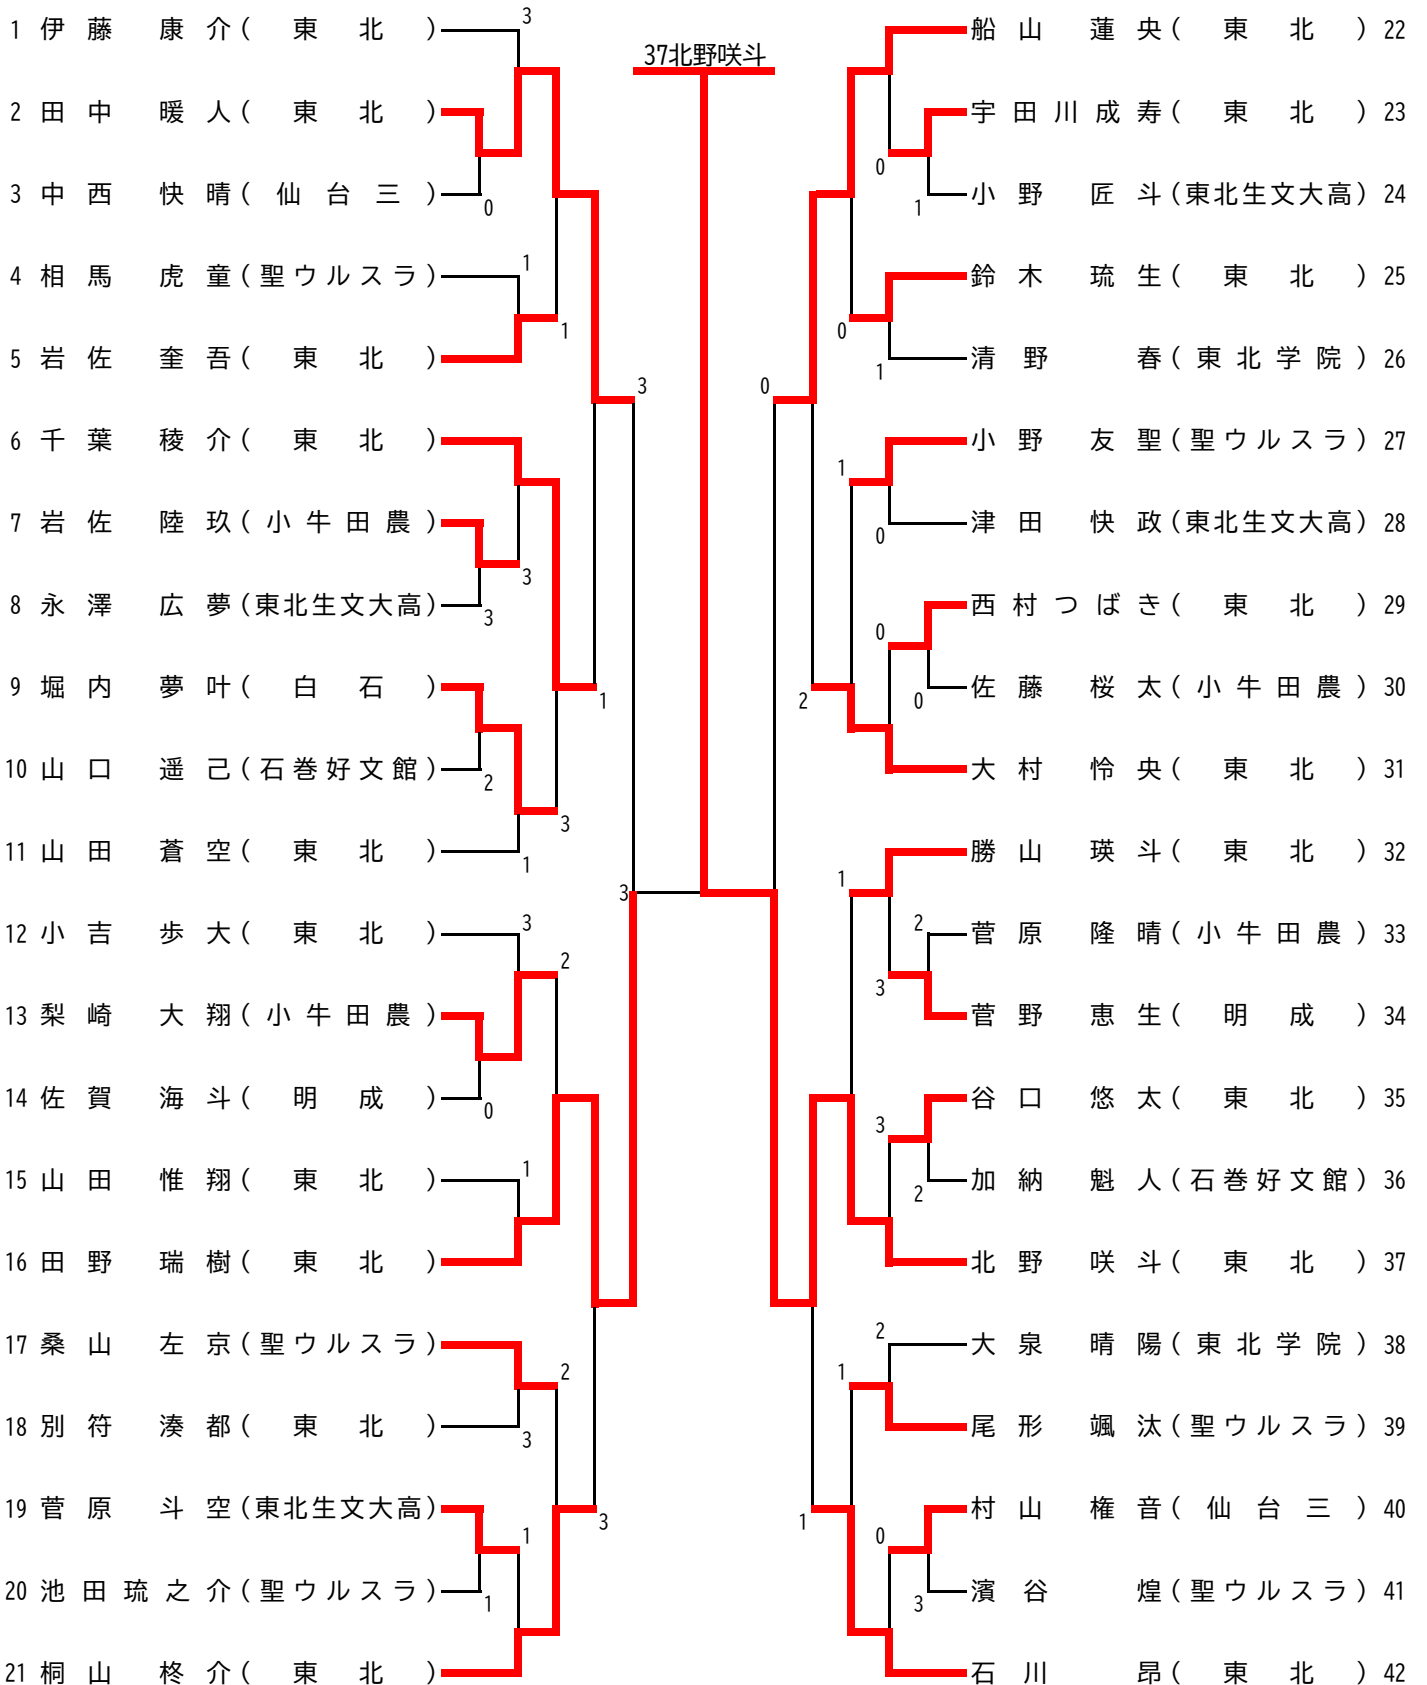 37北野咲斗
1 伊藤 康介(東北) 3
2 田中 暖人(東北)
3 中西 快晴(仙台三) 0
4 相馬 虎童(聖ウルスラ) 1
5 岩佐 奎吾(東北) 1
3
6 千葉 稜介(東北)
7 岩佐 陸玖(小牛田農) 3
8 永澤 広夢(東北生文大高) 3
9 堀内 夢叶(白石) 1
10 山口 遥己(石巻好文館) 2
3
11 山田 蒼空(東北) 1
3
12 小吉 歩大(東北) 3
2
13 梨崎 大翔(小牛田農)
14 佐賀 海斗(明成) 0
15 山田 惟翔(東北) 1
16 田野 瑞樹(東北)
17 桑山 左京(聖ウルスラ) 2
18 別符 湊都(東北) 3
19 菅原 斗空(東北生文大高) 1 3
20 池田琉之介(聖ウルスラ) 1
21 桐山 柊介(東北)
船山 蓮央(東北) 22
宇田川成寿(東北) 23
0
1 小野 匠斗(東北生文大高) 24
鈴木 琉生(東北) 25
0
1 清野 春(東北学院) 26
0
1 小野 友聖(聖ウルスラ) 27
0 津田 快政(東北生文大高) 28
0 西村つばき(東北) 29
2 0 佐藤 桜太(小牛田農) 30
大村 怜央(東北) 31
1 勝山 瑛斗(東北) 32
2 菅原 隆晴(小牛田農) 33
3 菅野 恵生(明成) 34
谷口 悠太(東北) 35
3
2 加納 魁人(石巻好文館) 36
北野 咲斗(東北) 37
2 大泉 晴陽(東北学院) 38
1
尾形 颯汰(聖ウルスラ) 39
村山 権音(仙台三) 40
1 0
3 濱谷 煌(聖ウルスラ) 41
石川 昂(東北) 42